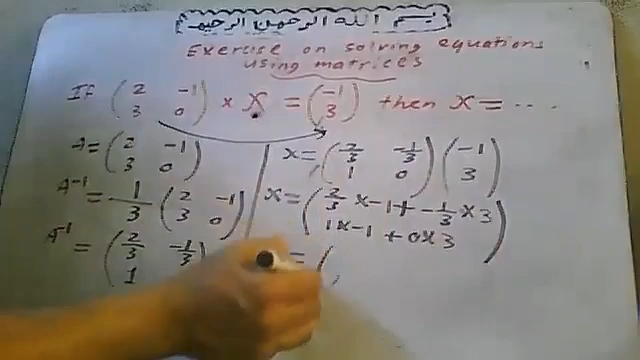 بسم الله الرحمن الرحيم
Exercise on solving equations
using matrices
If (2 -1 / 3 0) × X = (-1 / 3) then X = ...
A = (2 -1 / 3 0)
A⁻¹ = 1/3 (2 -1 / 3 0)
A⁻¹ = (2/3 -1/3 / 1
X = (2/3 -1/3 / 1 0) (-1 / 3)
X = (2/3 × -1 + -1/3 × 3 / 1 × -1 + 0 × 3)
= (